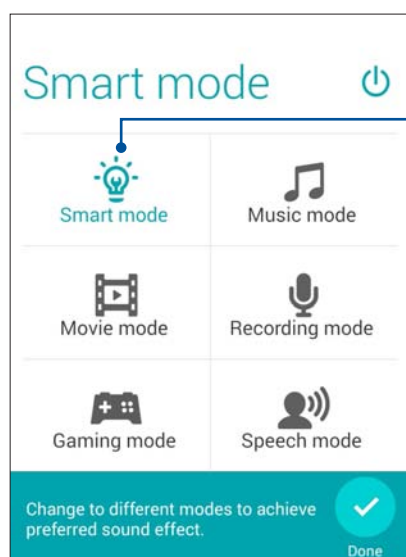 Smart mode
Smart mode
Music mode
Movie mode
Recording mode
Gaming mode
Speech mode
Change to different modes to achieve
preferred sound effect.
Done